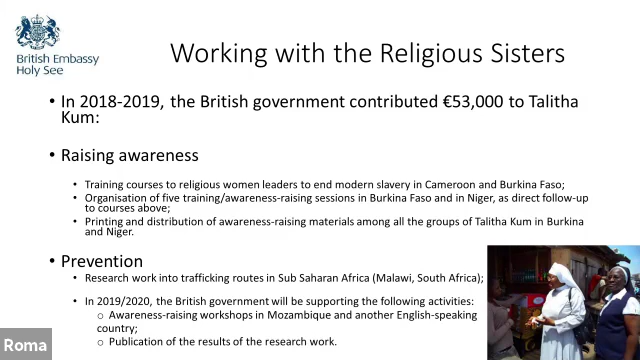 British Embassy
Holy See
Working with the Religious Sisters
• In 2018-2019, the British government contributed €53,000 to Talitha
Kum:
• Raising awareness
• Training courses to religious women leaders to end modern slavery in Cameroon and Burkina Faso;
• Organisation of five training/awareness-raising sessions in Burkina Faso and in Niger, as direct follow-up
to courses above;
• Printing and distribution of awareness-raising materials among all the groups of Talitha Kum in Burkina
and Niger.
• Prevention
• Research work into trafficking routes in Sub Saharan Africa (Malawi, South Africa);
• In 2019/2020, the British government will be supporting the following activities:
o Awareness-raising workshops in Mozambique and another English-speaking
country;
o Publication of the results of the research work.
Roma